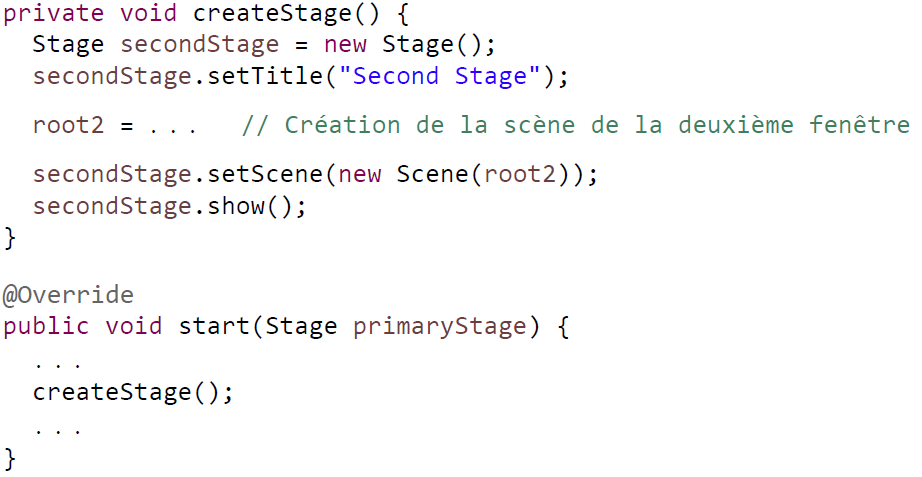 private void createStage() {
  Stage secondStage = new Stage();
  secondStage.setTitle("Second Stage");
  root2 = ...   // Création de la scène de la deuxième fenêtre
  secondStage.setScene(new Scene(root2));
  secondStage.show();
}
@Override
public void start(Stage primaryStage) {
  ...
  createStage();
  ...
}